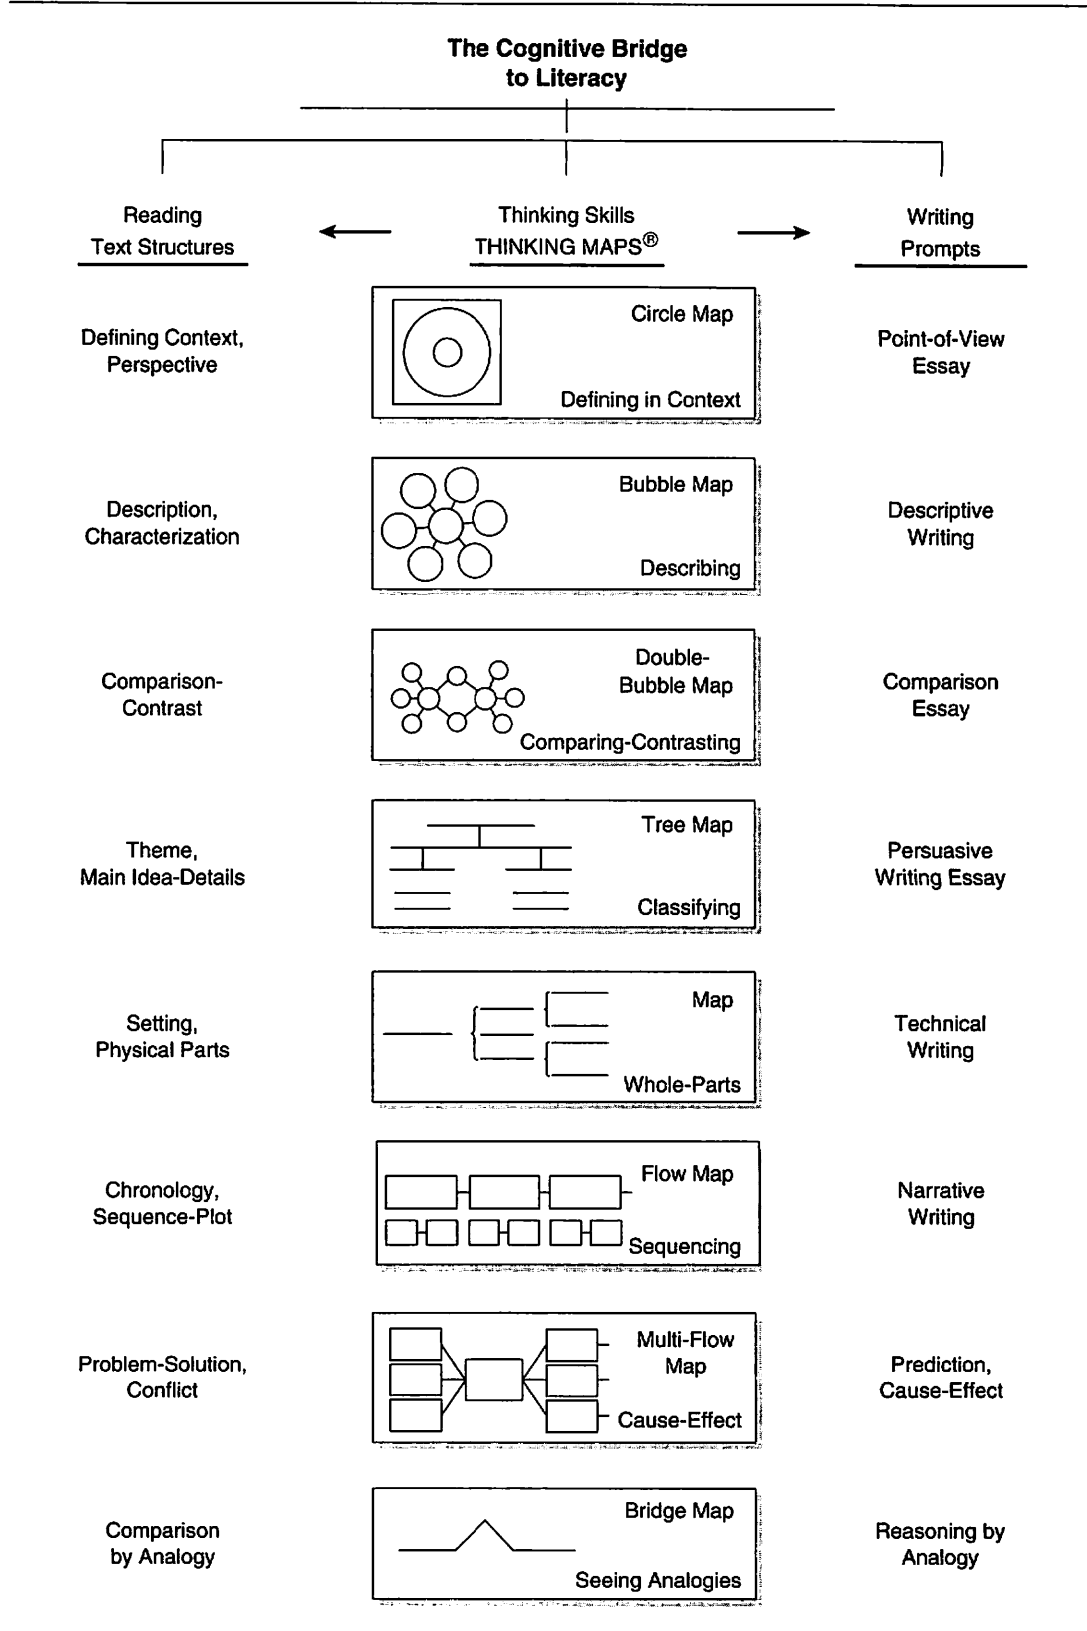 The Cognitive Bridge
to Literacy
Reading
Text Structures
Thinking Skills
THINKING MAPS®
Writing
Prompts
Defining Context,
Perspective
Circle Map
Defining in Context
Point-of-View
Essay
Description,
Characterization
Bubble Map
Describing
Descriptive
Writing
Comparison-
Contrast
Double-
Bubble Map
Comparing-Contrasting
Comparison
Essay
Theme,
Main Idea-Details
Tree Map
Classifying
Persuasive
Writing Essay
Setting,
Physical Parts
Map
Whole-Parts
Technical
Writing
Chronology,
Sequence-Plot
Flow Map
Sequencing
Narrative
Writing
Problem-Solution,
Conflict
Multi-Flow
Map
Cause-Effect
Prediction,
Cause-Effect
Comparison
by Analogy
Bridge Map
Seeing Analogies
Reasoning by
Analogy